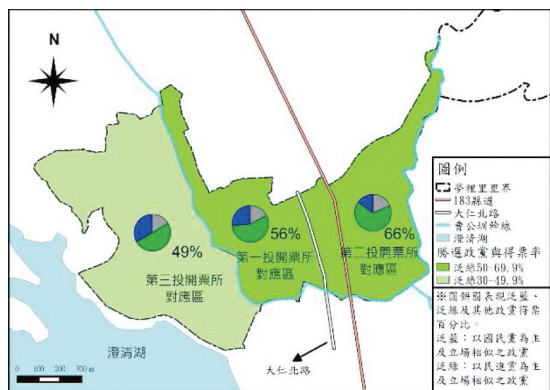 N
49%
第三投開票所
對應區
56%
第一投開票所
對應區
66%
第二投開票所
對應區
澄清湖
大仁北路
0 100 200 300 m
圖例
夢裡里里界
183縣道
大仁北路
曹公圳幹線
澄清湖
勝選政黨與得票率
泛綠50-69.9%
泛綠30-49.9%
※圓餅圖表現泛藍、
泛綠及其他政黨得票
百分比。
泛藍：以國民黨為主
及立場相似之政黨
泛綠：以民進黨為主
及立場相似之政黨